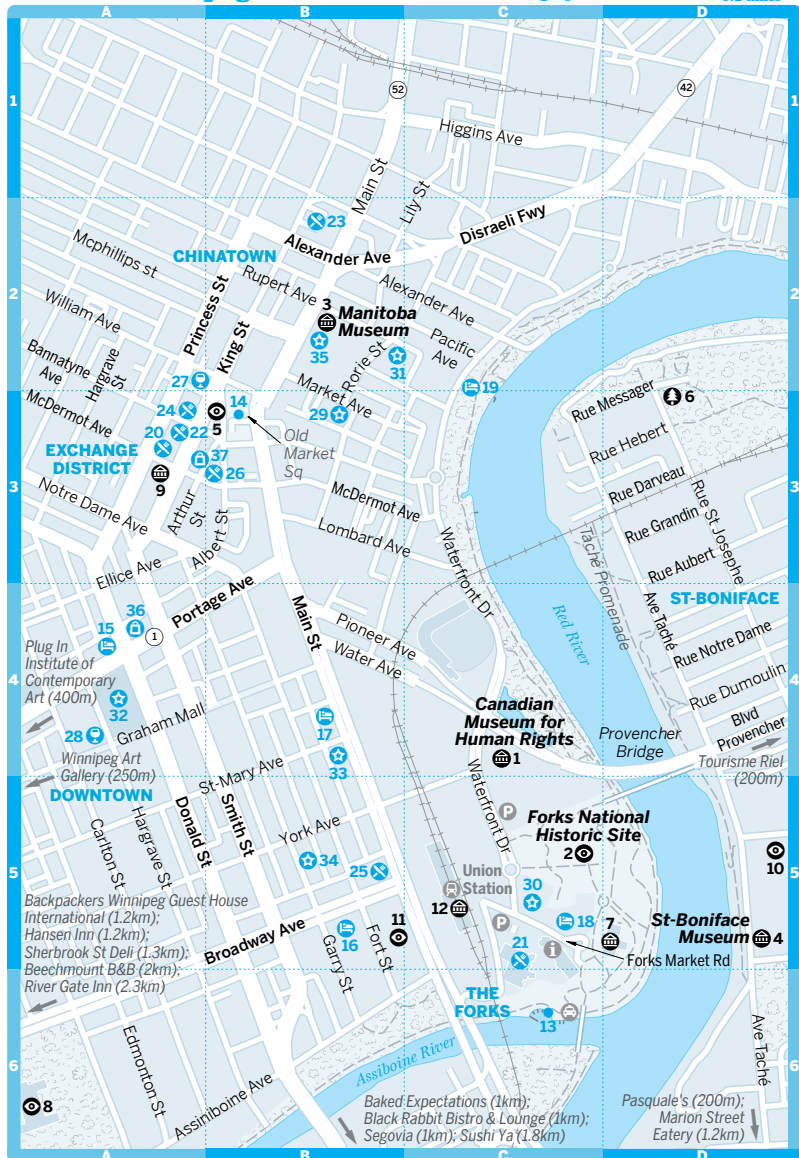 A
B
C
D
1
1
52
42
Higgins Ave
Main St
Lily St
23
Disraeli Fwy
CHINATOWN
Alexander Ave
Mcphillips st
Rupert Ave
Alexander Ave
2
2
William Ave
Princess St
King St
3
Manitoba
Museum
35
Rorie St
31
Pacific
Ave
Bannatyne
Ave
Hargrave
St
27
19
Market Ave
McDermot Ave
24
14
5
29
Rue Messager
6
20
22
Old
Market
Sq
Rue Hebert
EXCHANGE
DISTRICT
37
26
9
3
3
McDermot Ave
Rue Darveau
Rue St Josephe
Notre Dame Ave
Arthur
St
Albert St
Lombard Ave
Waterfront Dr
Rue Grandin
Taché Promenade
Rue Aubert
Ellice Ave
Portage Ave
ST-BONIFACE
36
15
1
Main St
Pioneer Ave
Water Ave
Red River
Ave Taché
Rue Notre Dame
Plug In
Institute of
Contemporary
Art (400m)
4
4
Rue Dumoulin
32
28
Graham Mall
17
Canadian
Museum for
Human Rights
1
Provencher
Bridge
Blvd
Provencher
Winnipeg Art
Gallery (250m)
33
Tourisme Riel
(200m)
DOWNTOWN
St-Mary Ave
Waterfront Dr
P
Hargrave St
Carlton St
Donald St
Smith St
York Ave
Forks National
Historic Site
2
34
25
10
5
5
Union
Station
30
Backpackers Winnipeg Guest House
International (1.2km);
Hansen Inn (1.2km);
Sherbrook St Deli (1.3km);
Beechmount B&B (2km);
River Gate Inn (2.3km)
12
P
18
7
St-Boniface
Museum
4
Broadway Ave
16
11
Garry St
Fort St
21
i
Forks Market Rd
THE
FORKS
13
Edmonton St
Assiniboine River
Ave Taché
6
6
Assiniboine Ave
8
Baked Expectations (1km);
Black Rabbit Bistro & Lounge (1km);
Segovia (1km); Sushi Ya (1.8km)
Pasquale's (200m);
Marion Street
Eatery (1.2km)
A
B
C
D